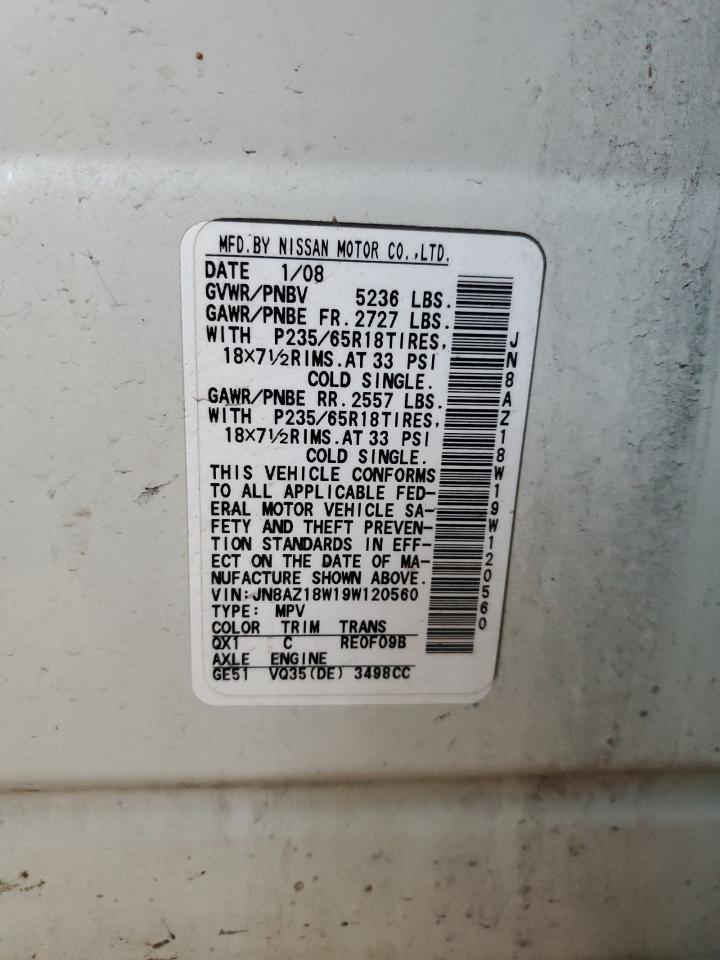 MFD.BY NISSAN MOTOR CO.,LTD.
DATE 1/08
GVWR/PNBV 5236 LBS.
GAWR/PNBE FR. 2727 LBS.
WITH P235/65R18TIRES,
18×7½RIMS.AT 33 PSI
COLD SINGLE.
GAWR/PNBE RR. 2557 LBS.
WITH P235/65R18TIRES,
18×7½RIMS.AT 33 PSI
COLD SINGLE.
THIS VEHICLE CONFORMS
TO ALL APPLICABLE FED-
ERAL MOTOR VEHICLE SA-
FETY AND THEFT PREVEN-
TION STANDARDS IN EFF-
ECT ON THE DATE OF MA-
NUFACTURE SHOWN ABOVE.
VIN:JN8AZ18W19W120560
TYPE: MPV
COLOR TRIM TRANS
QX1 C RE0F09B
AXLE ENGINE
GE51 VQ35(DE) 3498CC
JN8AZ18W19W120560